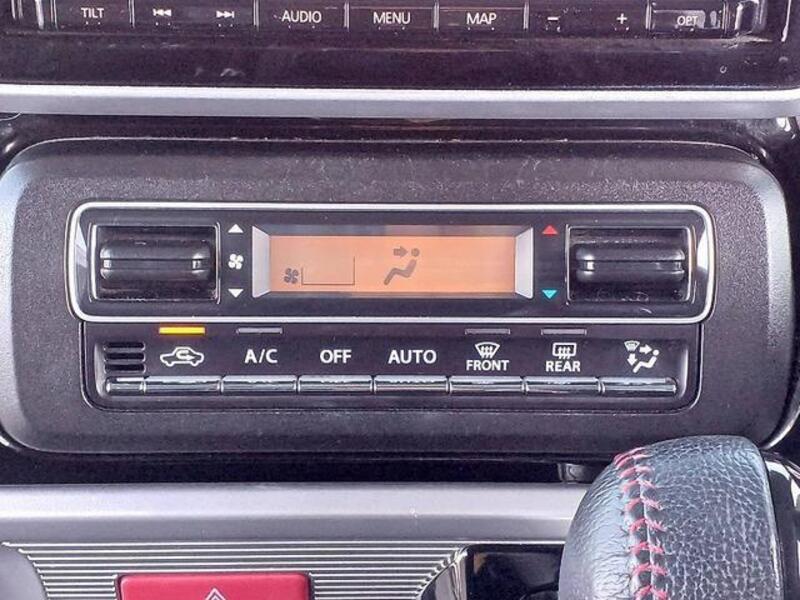 TILT AUDIO MENU MAP − + OPT
A/C OFF AUTO FRONT REAR